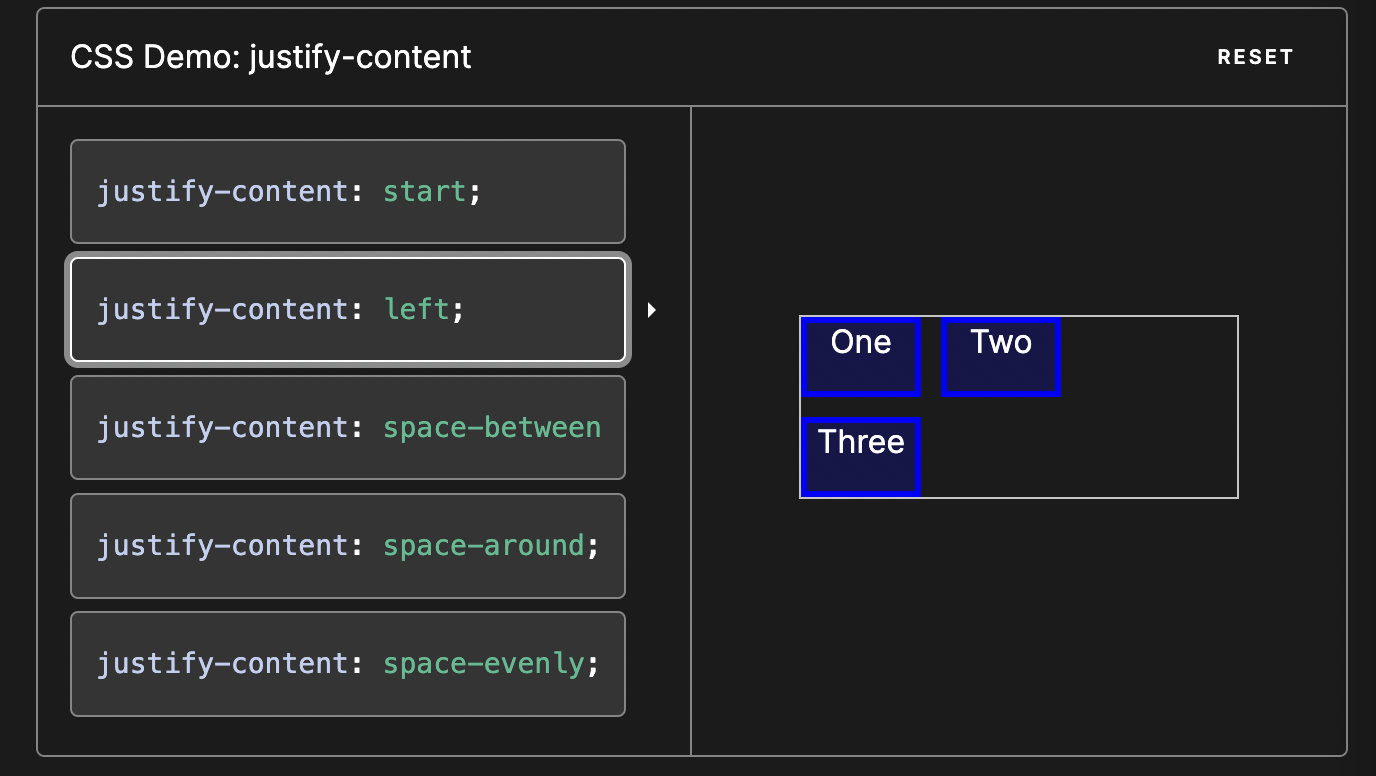 CSS Demo: justify-content
RESET
justify-content: start;
justify-content: left;
justify-content: space-between
justify-content: space-around;
justify-content: space-evenly;
One
Two
Three